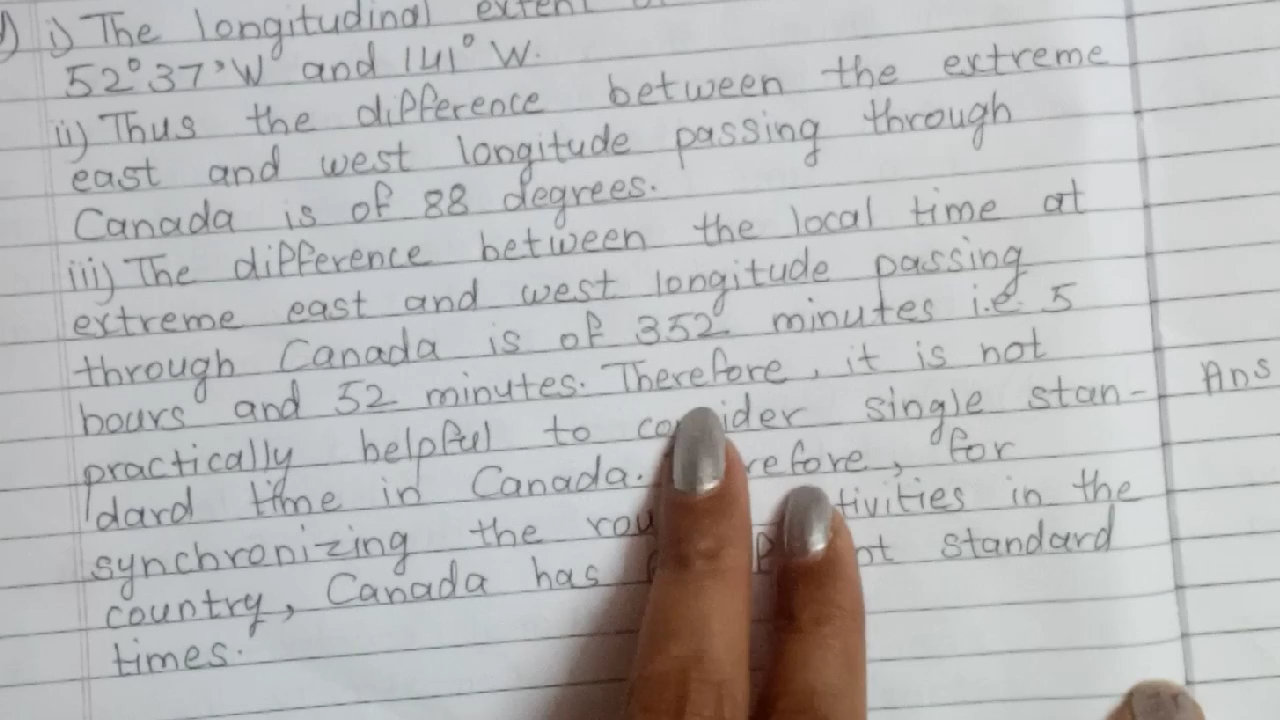 i) The longitudinal extent
52°37'W and 141° W.
ii) Thus the difference between the extreme
east and west longitude passing through
Canada is of 88 degrees.
iii) The difference between the local time at
extreme east and west longitude passing
through Canada is of 352 minutes i.e. 5
hours and 52 minutes. Therefore, it is not
practically helpful to consider single stan-
dard time in Canada. refore, for
synchronizing the rou tivities in the
country, Canada has standard
times.
Ans